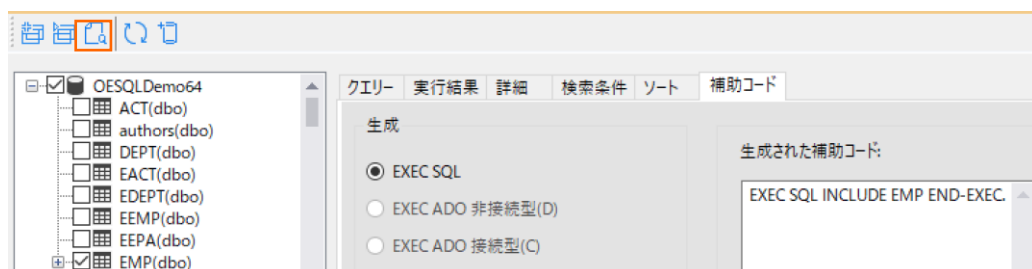 OESQLDemo64
ACT(dbo)
authors(dbo)
DEPT(dbo)
EACT(dbo)
EDEPT(dbo)
EEMP(dbo)
EEPA(dbo)
EMP(dbo)
クエリー 実行結果 詳細 検索条件 ソート 補助コード
生成
EXEC SQL
EXEC ADO 非接続型(D)
EXEC ADO 接続型(C)
生成された補助コード:
EXEC SQL INCLUDE EMP END-EXEC.